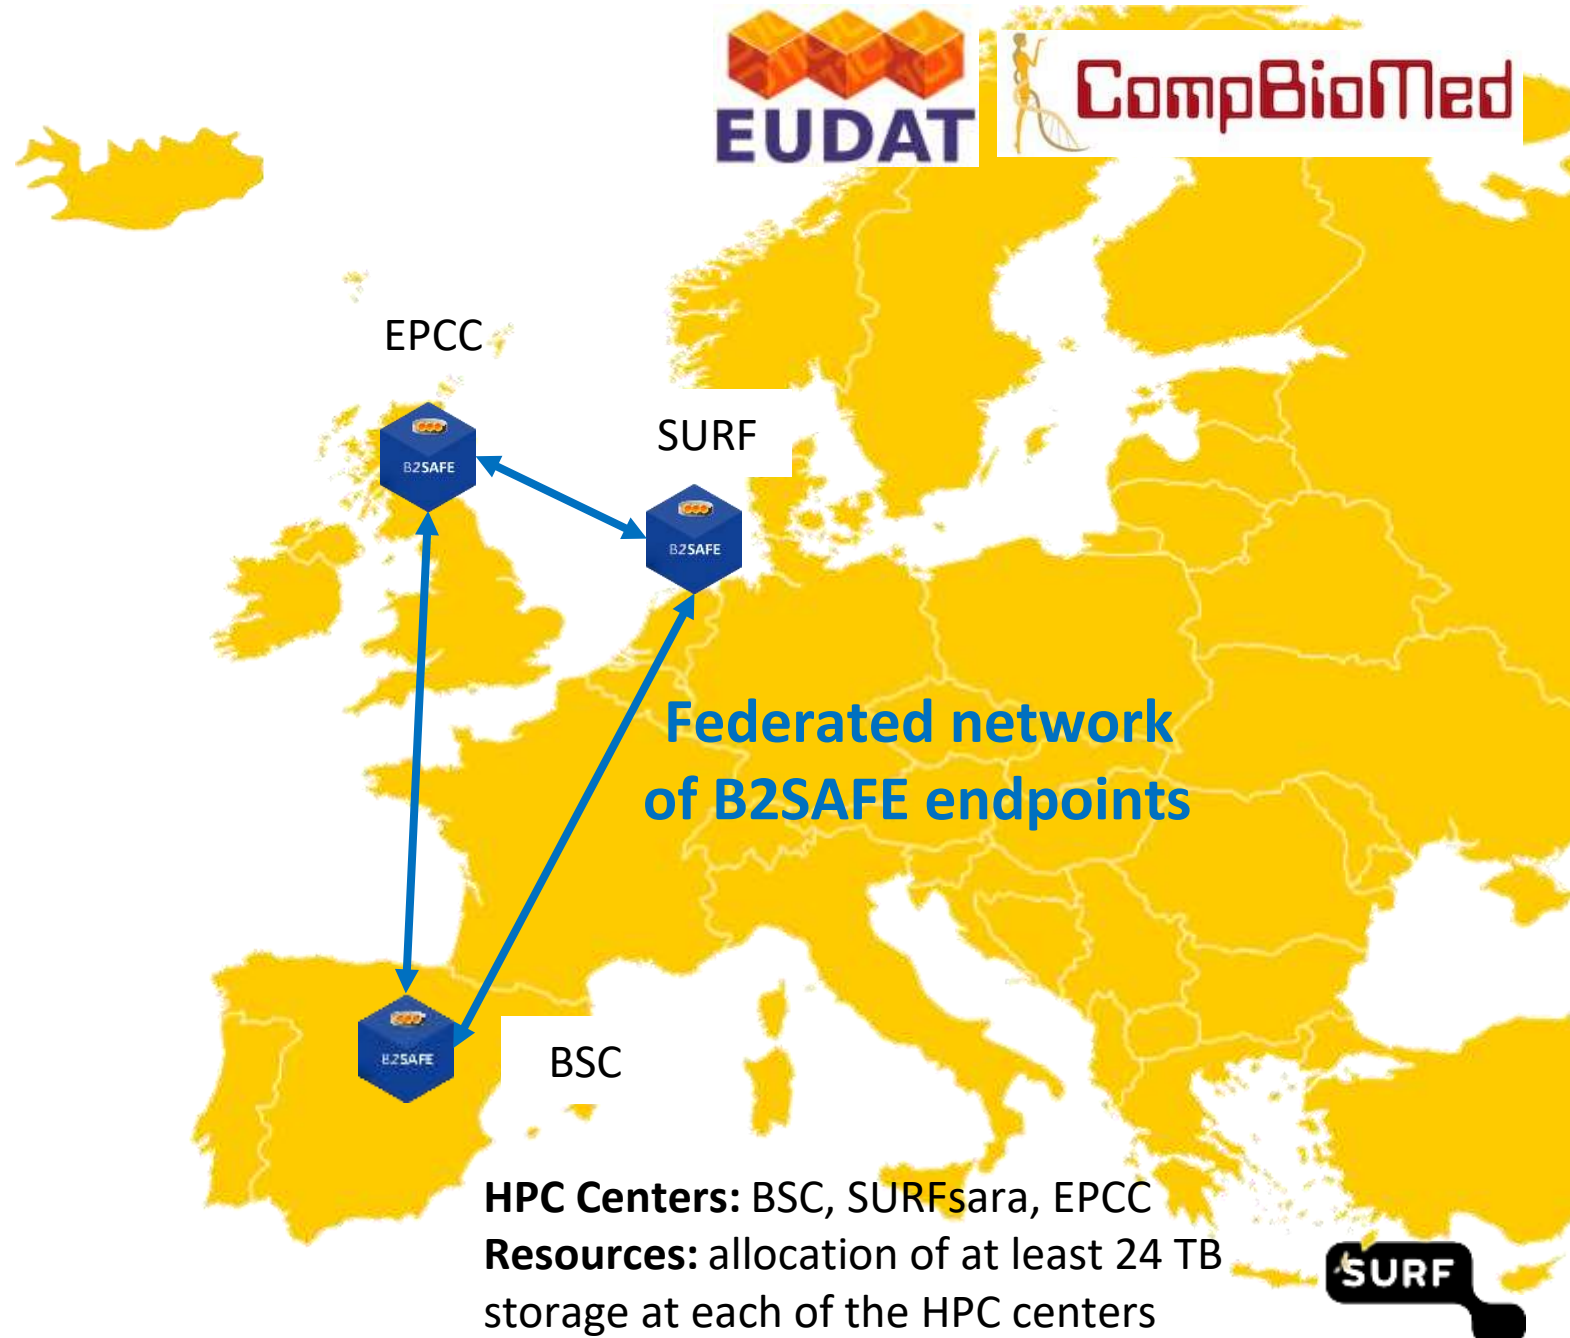 EUDAT
CompBioMed
EPCC
SURF
B2SAFE
B2SAFE
Federated network
of B2SAFE endpoints
B2SAFE
BSC
HPC Centers: BSC, SURFsara, EPCC
Resources: allocation of at least 24 TB
storage at each of the HPC centers
SURF